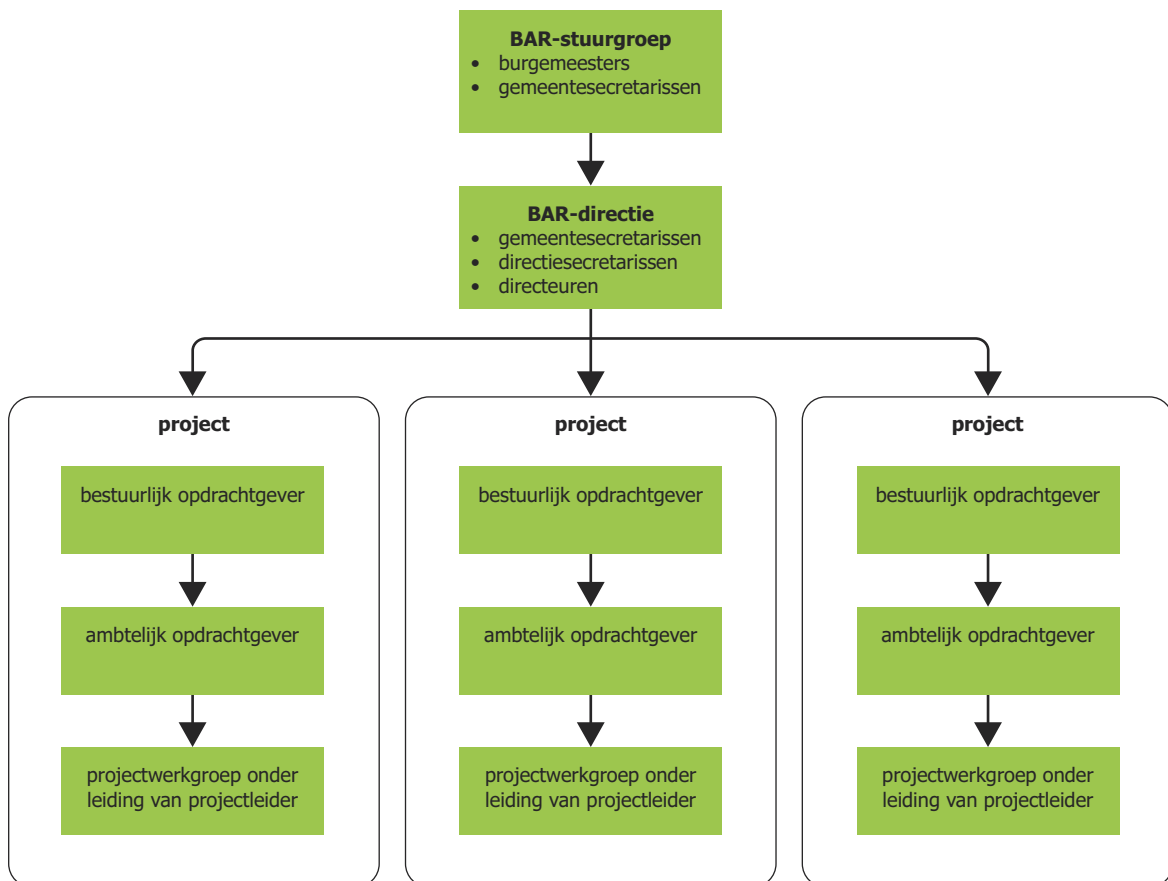 BAR-stuurgroep
• burgemeesters
• gemeentesecretarissen
BAR-directie
• gemeentesecretarissen
• directiesecretarissen
• directeuren
project
bestuurlijk opdrachtgever
ambtelijk opdrachtgever
projectwerkgroep onder
leiding van projectleider
project
bestuurlijk opdrachtgever
ambtelijk opdrachtgever
projectwerkgroep onder
leiding van projectleider
project
bestuurlijk opdrachtgever
ambtelijk opdrachtgever
projectwerkgroep onder
leiding van projectleider